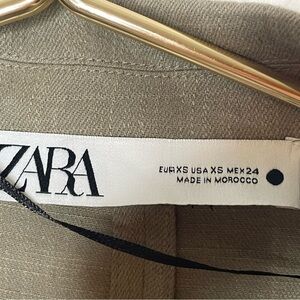 ZARA
EUR XS USA XS MEX 24
MADE IN MOROCCO